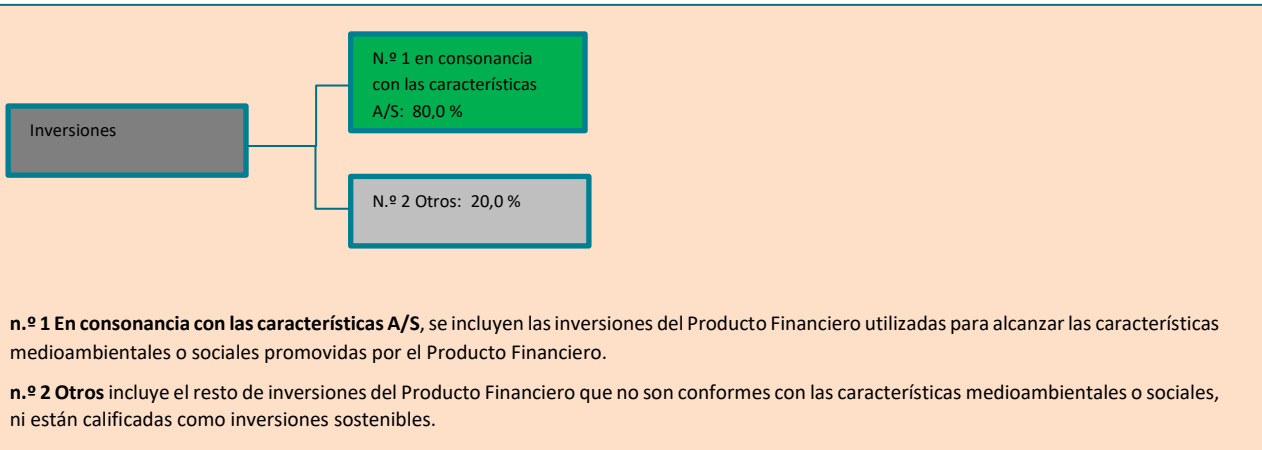 N.º 1 en consonancia
con las características
A/S: 80,0 %
Inversiones
N.º 2 Otros: 20,0 %
n.º 1 En consonancia con las características A/S, se incluyen las inversiones del Producto Financiero utilizadas para alcanzar las características
medioambientales o sociales promovidas por el Producto Financiero.
n.º 2 Otros incluye el resto de inversiones del Producto Financiero que no son conformes con las características medioambientales o sociales,
ni están calificadas como inversiones sostenibles.